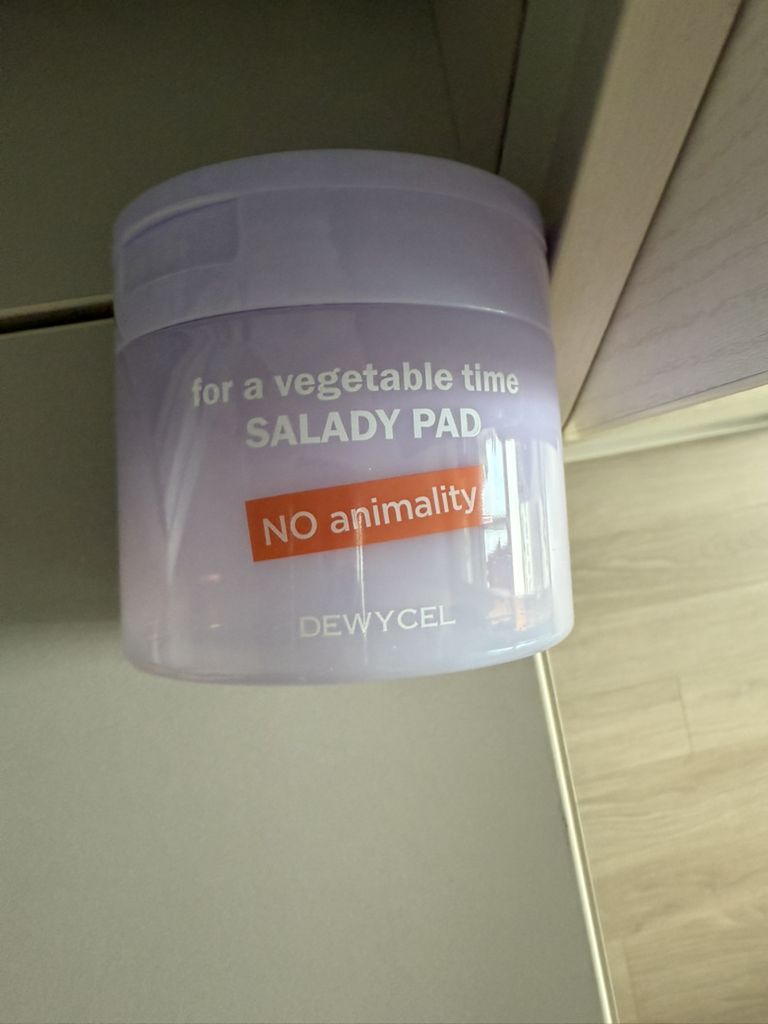 for a vegetable time
SALADY PAD
NO animality
DEWYCEL